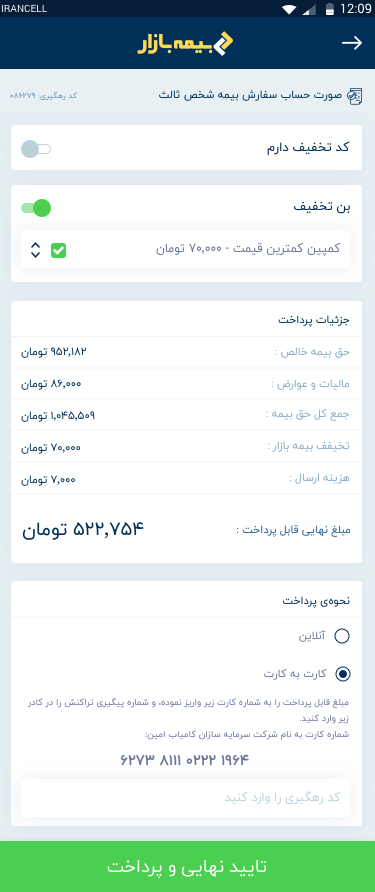 IRANCELL 12:09
بیمه بازار
صورت حساب سفارش بیمه شخص ثالث
کد رهگیری: ۰۸۶۲۷۹
کد تخفیف دارم
بن تخفیف
کمپین کمترین قیمت - ۷۰,۰۰۰ تومان
جزئیات پرداخت
حق بیمه خالص : ۹۵۲,۱۸۲ تومان
مالیات و عوارض : ۸۶,۰۰۰ تومان
جمع کل حق بیمه : ۱,۰۴۵,۵۰۹ تومان
تخیفف بیمه بازار : ۷۰,۰۰۰ تومان
هزینه ارسال : ۷,۰۰۰ تومان
مبلغ نهایی قابل پرداخت : ۵۲۲,۷۵۴ تومان
نحوه‌ی پرداخت
آنلاین
کارت به کارت
مبلغ قابل پرداخت را به شماره کارت زیر واریز نموده، و شماره پیگیری تراکنش را در کادر
زیر وارد کنید.
شماره کارت به نام شرکت سرمایه سازان کامیاب امین:
۶۲۷۳ ۸۱۱۱ ۰۲۲۲ ۱۹۶۴
کد رهگیری را وارد کنید
تایید نهایی و پرداخت